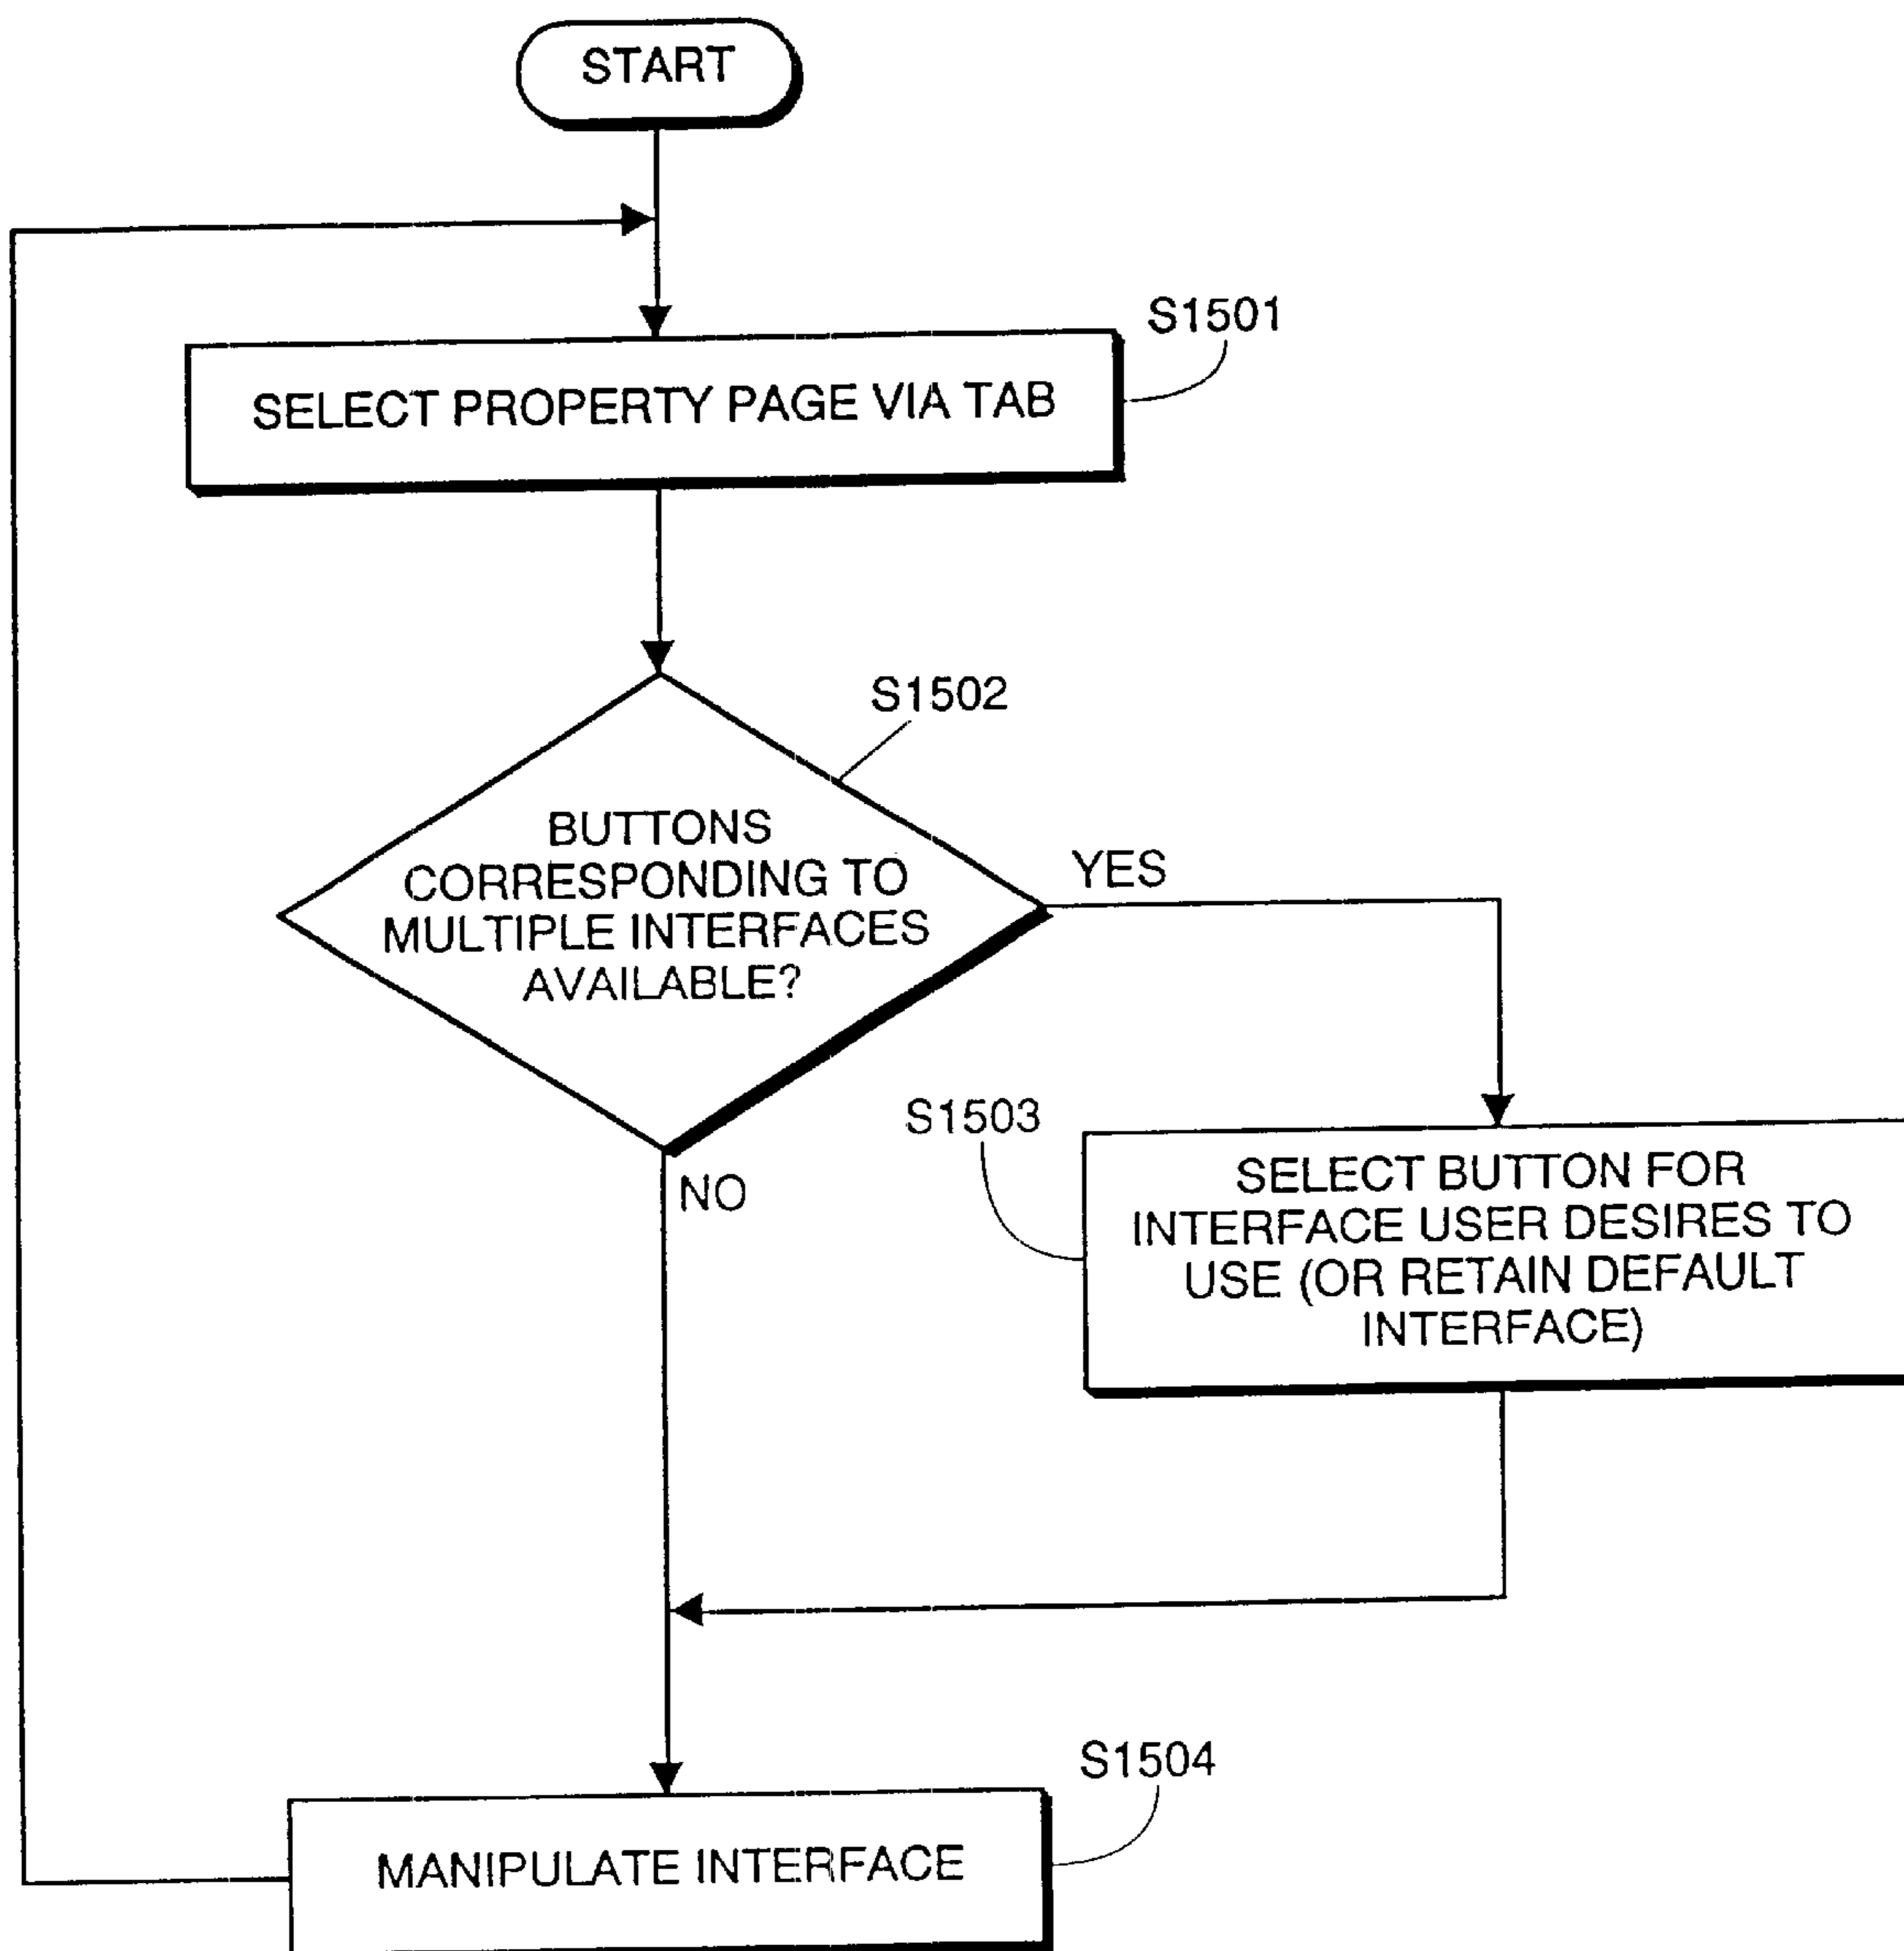 START
S1501
SELECT PROPERTY PAGE VIA TAB
S1502
BUTTONS
CORRESPONDING TO
MULTIPLE INTERFACES
AVAILABLE?
YES
NO
S1503
SELECT BUTTON FOR
INTERFACE USER DESIRES TO
USE (OR RETAIN DEFAULT
INTERFACE)
S1504
MANIPULATE INTERFACE